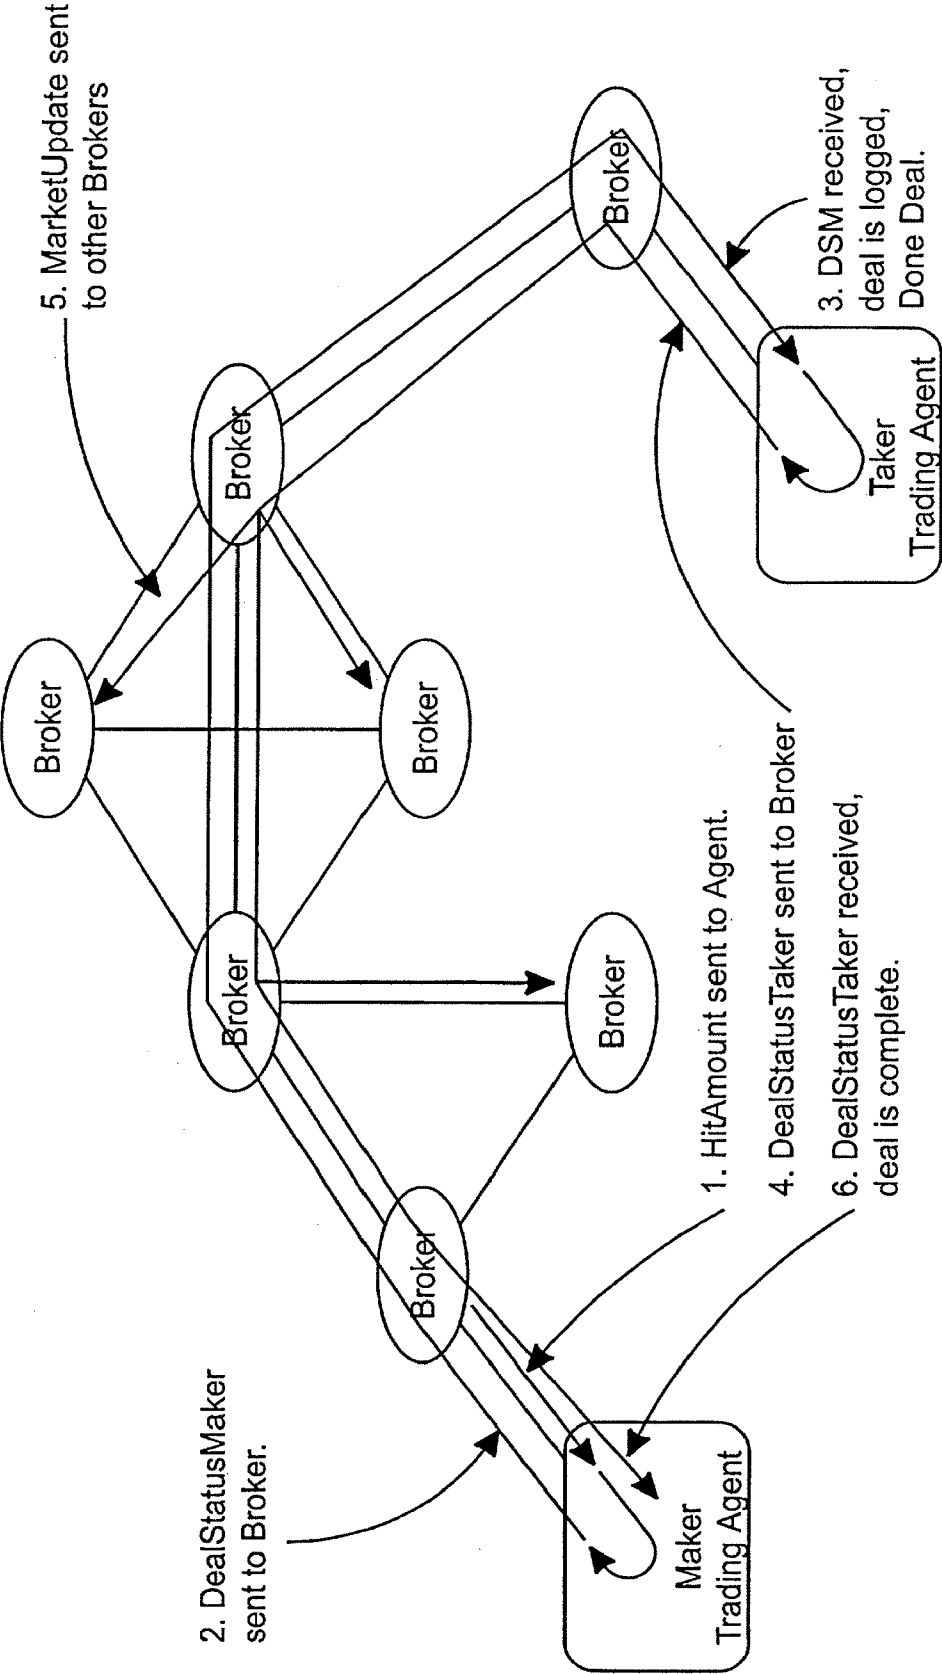 5. MarketUpdate sent
to other Brokers
Broker
Broker
Broker
Broker
Broker
Broker
Broker
2. DealStatusMaker
sent to Broker.
Maker
Trading Agent
1. HitAmount sent to Agent.
4. DealStatusTaker sent to Broker
6. DealStatusTaker received,
deal is complete.
Taker
Trading Agent
3. DSM received,
deal is logged,
Done Deal.